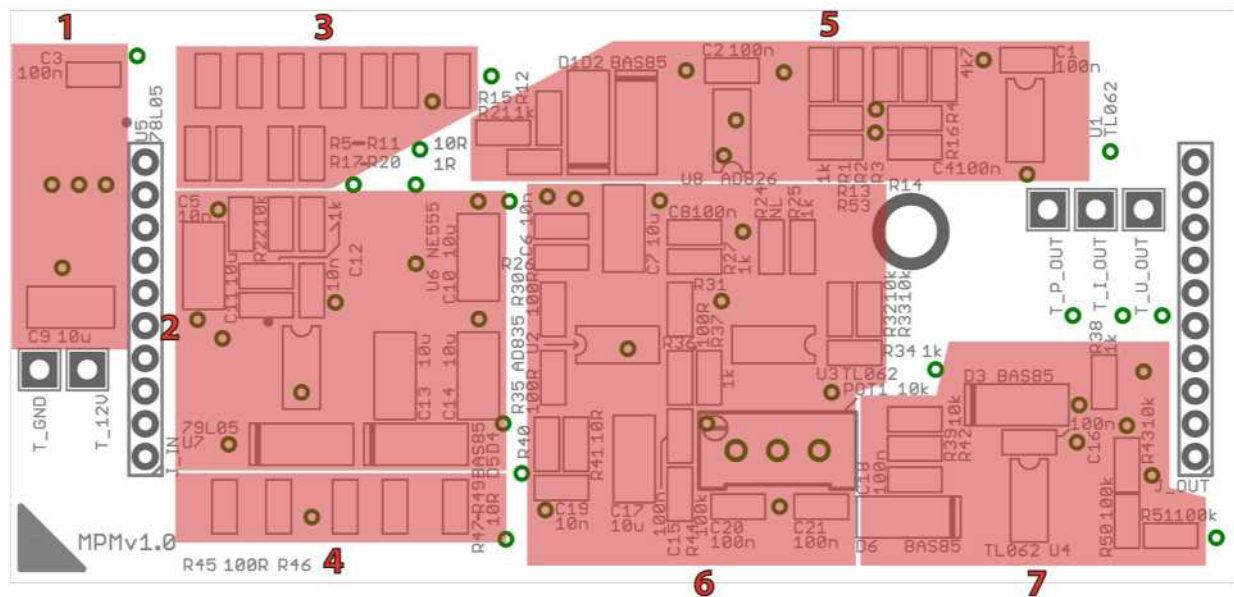 1
3
5
C3
100n
U5
78L05
R5-R11
R17-R20
10R
1R
R15
R12
R2
11k
D1
D2
BAS85
C2
100n
4k7
C1
100n
U1
TL062
R4
R16
C4
100n
U8
AD826
1k
R1
R2
R3
R13
R53
R14
C5
10n
R22
10k
1k
C12
10n
C11
10u
U6
NE555
C10
10u
10n
C6
R26
C7
10u
C8
100n
R27
1k
R24
NL
R25
1k
R30
100R
R31
100R
R37
R32
10k
R33
10k
R34
1k
T_P_OUT
T_I_OUT
T_U_OUT
2
C9
10u
T_GND
T_12V
J_IN
79L05
U7
C13
10u
C14
10u
BAS85
D5
D4
AD835
U2
R35
100R
R36
1k
U3
TL062
POT1
10k
R38
1k
D3
BAS85
100n
C16
R39
10k
R42
R43
10k
J_OUT
R40
R41
10R
C18
100n
C19
10n
C17
10u
100n
C15
R44
100k
C20
100n
C21
100n
D6
BAS85
TL062
U4
R50
100k
R51
100k
R47-R49
10R
MPMv1.0
R45
100R
R46
4
6
7